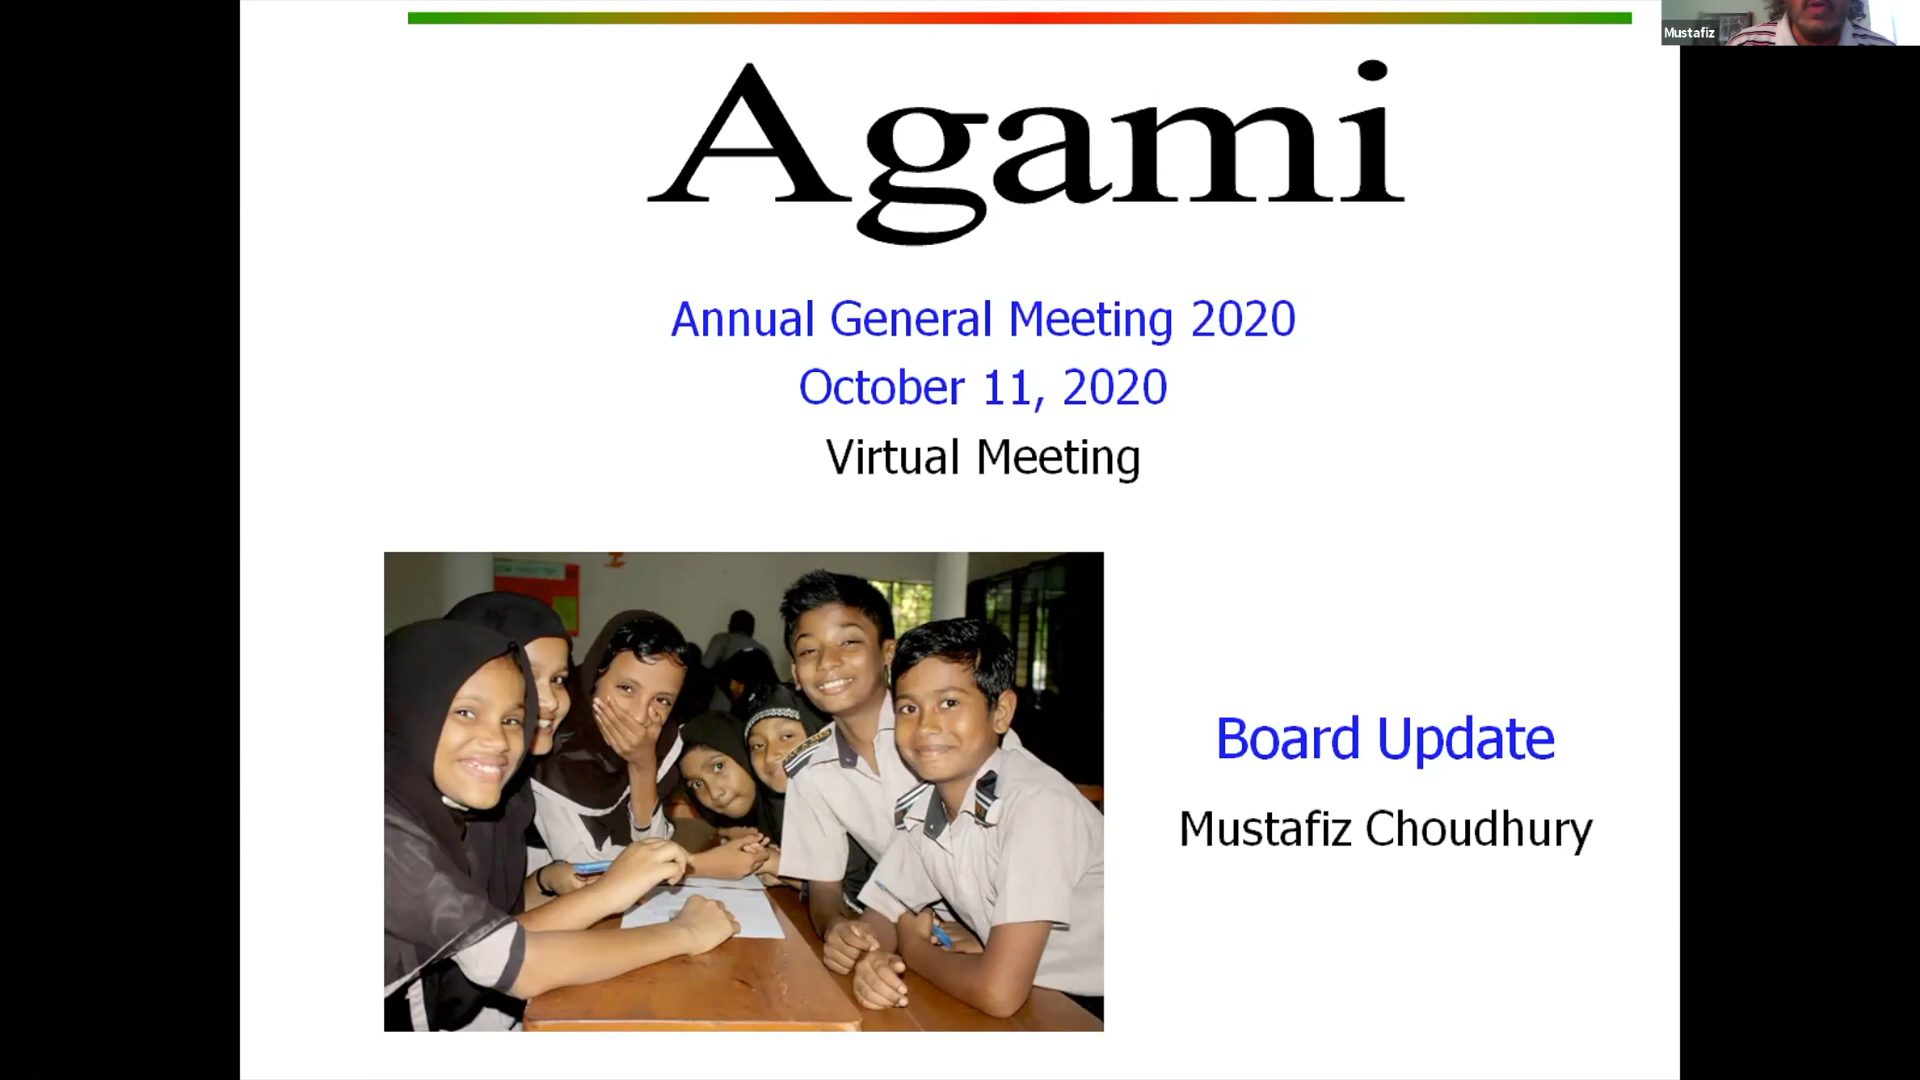 Mustafiz
Agami
Annual General Meeting 2020
October 11, 2020
Virtual Meeting
Board Update
Mustafiz Choudhury